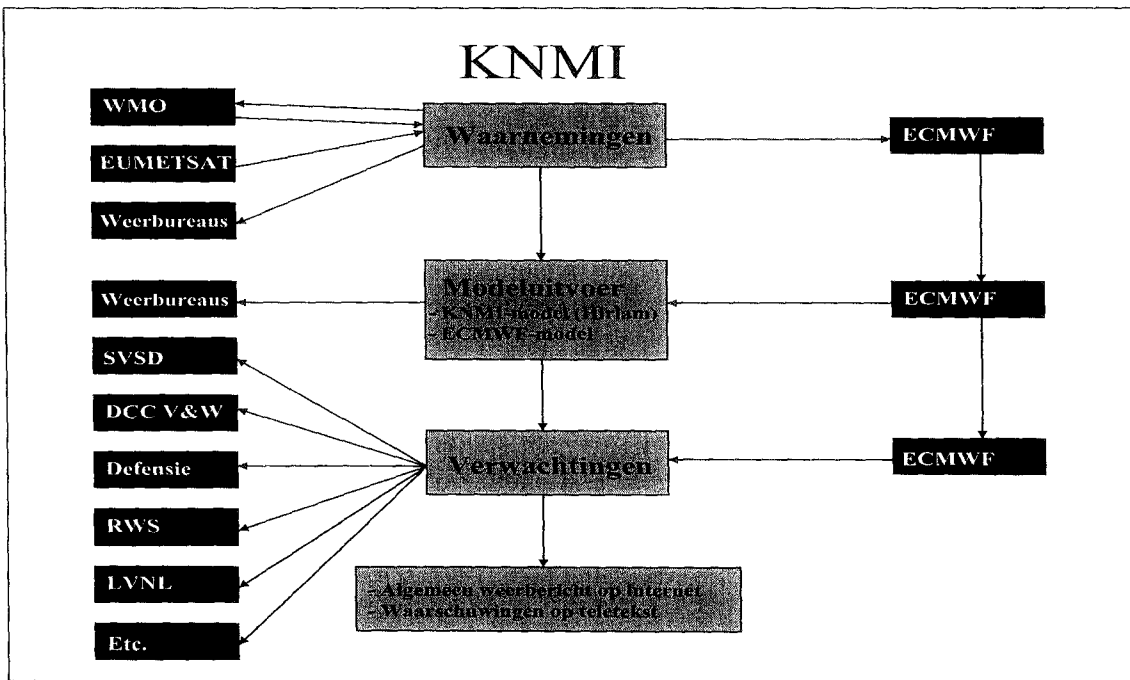 KNMI
WMO
EUMETSAT
Weerbureaus
Waarnemingen
ECMWF
Weerbureaus
Modeluitvoer
- KNMI-model (Hirlam)
- ECMWF-model
ECMWF
SVSD
DCC V&W
Defensie
RWS
LVNL
Etc.
Verwachtingen
ECMWF
- Algemeen weerbericht op Internet
- Waarschuwingen op teletekst